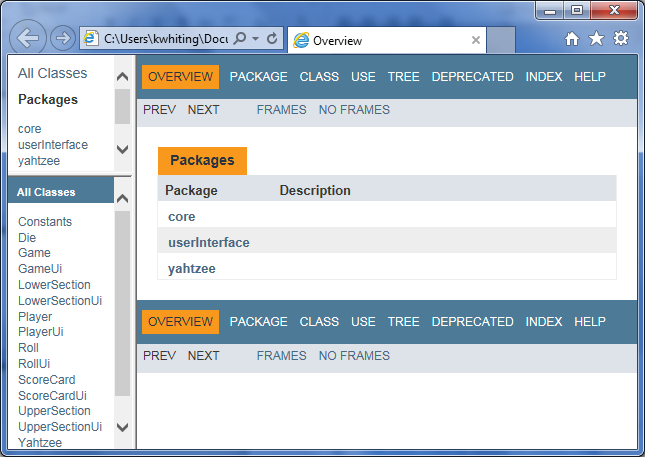 C:\Users\kwhiting\Docu
Overview
All Classes
Packages
core
userInterface
yahtzee
All Classes
Constants
Die
Game
GameUi
LowerSection
LowerSectionUi
Player
PlayerUi
Roll
RollUi
ScoreCard
ScoreCardUi
UpperSection
UpperSectionUi
Yahtzee
OVERVIEW PACKAGE CLASS USE TREE DEPRECATED INDEX HELP
PREV NEXT FRAMES NO FRAMES
Packages
Package Description
core
userInterface
yahtzee
OVERVIEW PACKAGE CLASS USE TREE DEPRECATED INDEX HELP
PREV NEXT FRAMES NO FRAMES